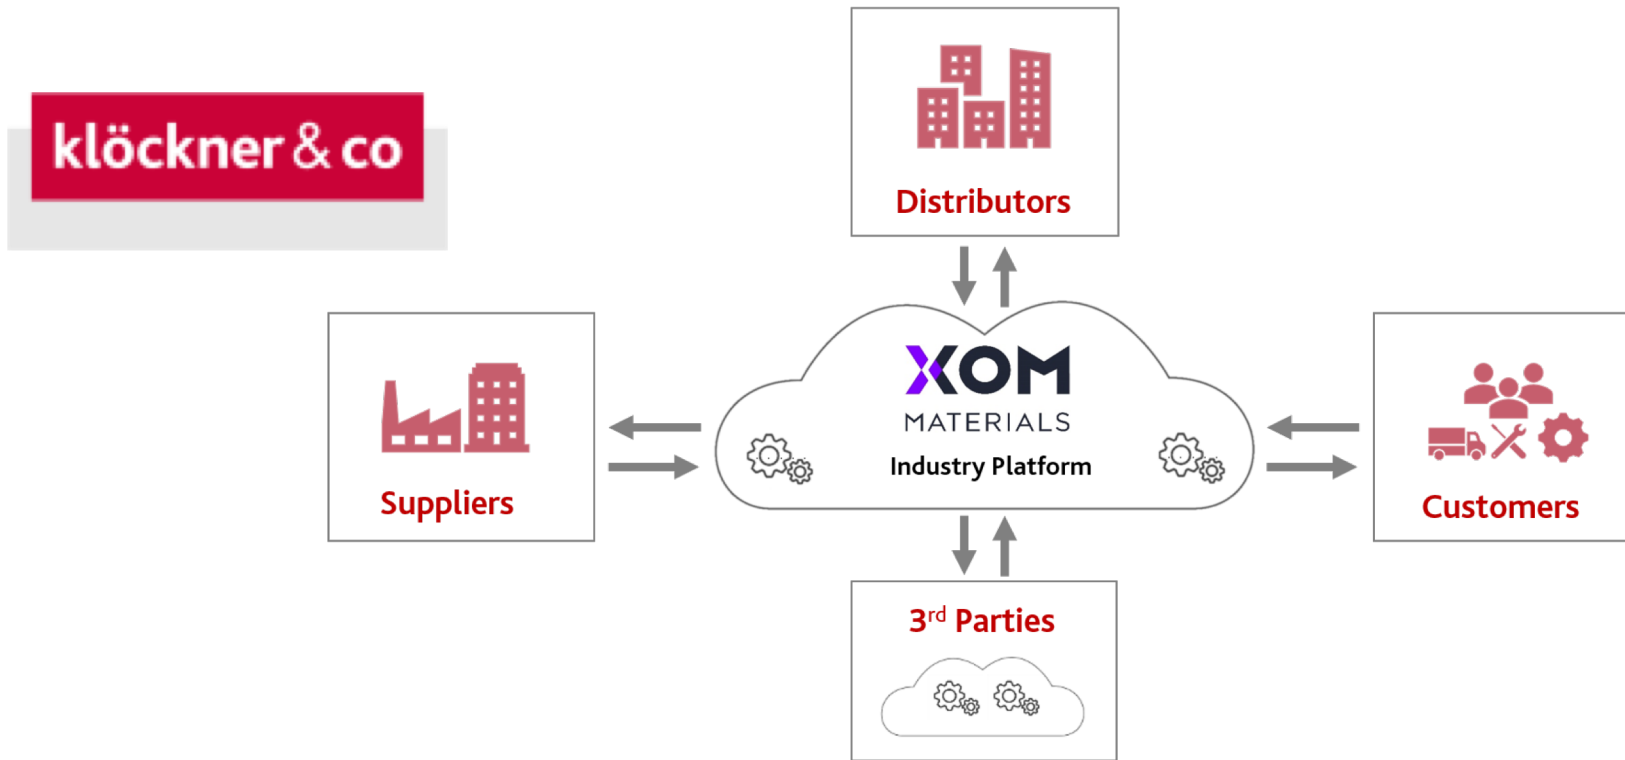 klöckner & co
Distributors
XOM
MATERIALS
Industry Platform
Suppliers
Customers
3rd Parties